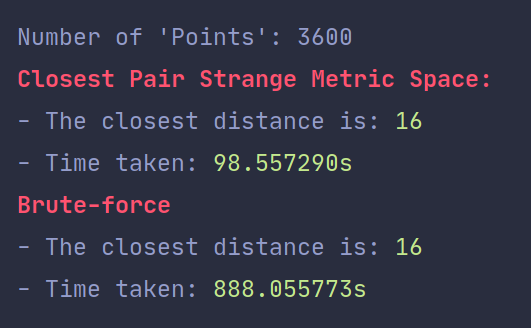 Number of 'Points': 3600
Closest Pair Strange Metric Space:
- The closest distance is: 16
- Time taken: 98.557290s
Brute-force
- The closest distance is: 16
- Time taken: 888.055773s